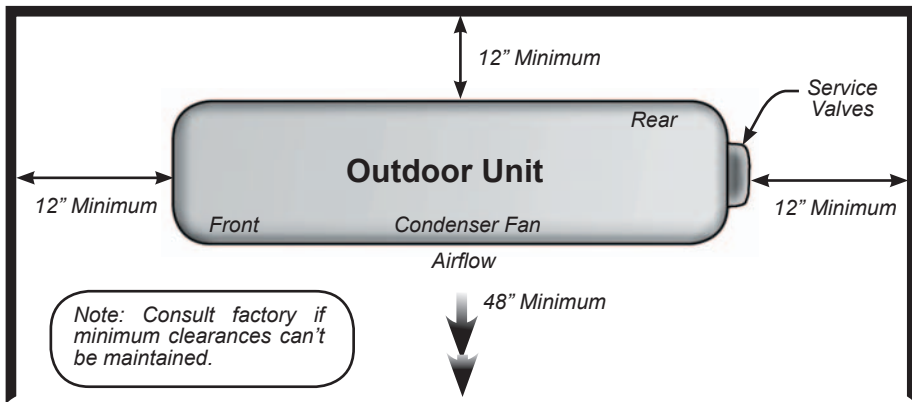 12” Minimum
Service
Valves
Rear
Outdoor Unit
12” Minimum
12” Minimum
Front
Condenser Fan
Airflow
48” Minimum
Note: Consult factory if
minimum clearances can’t
be maintained.